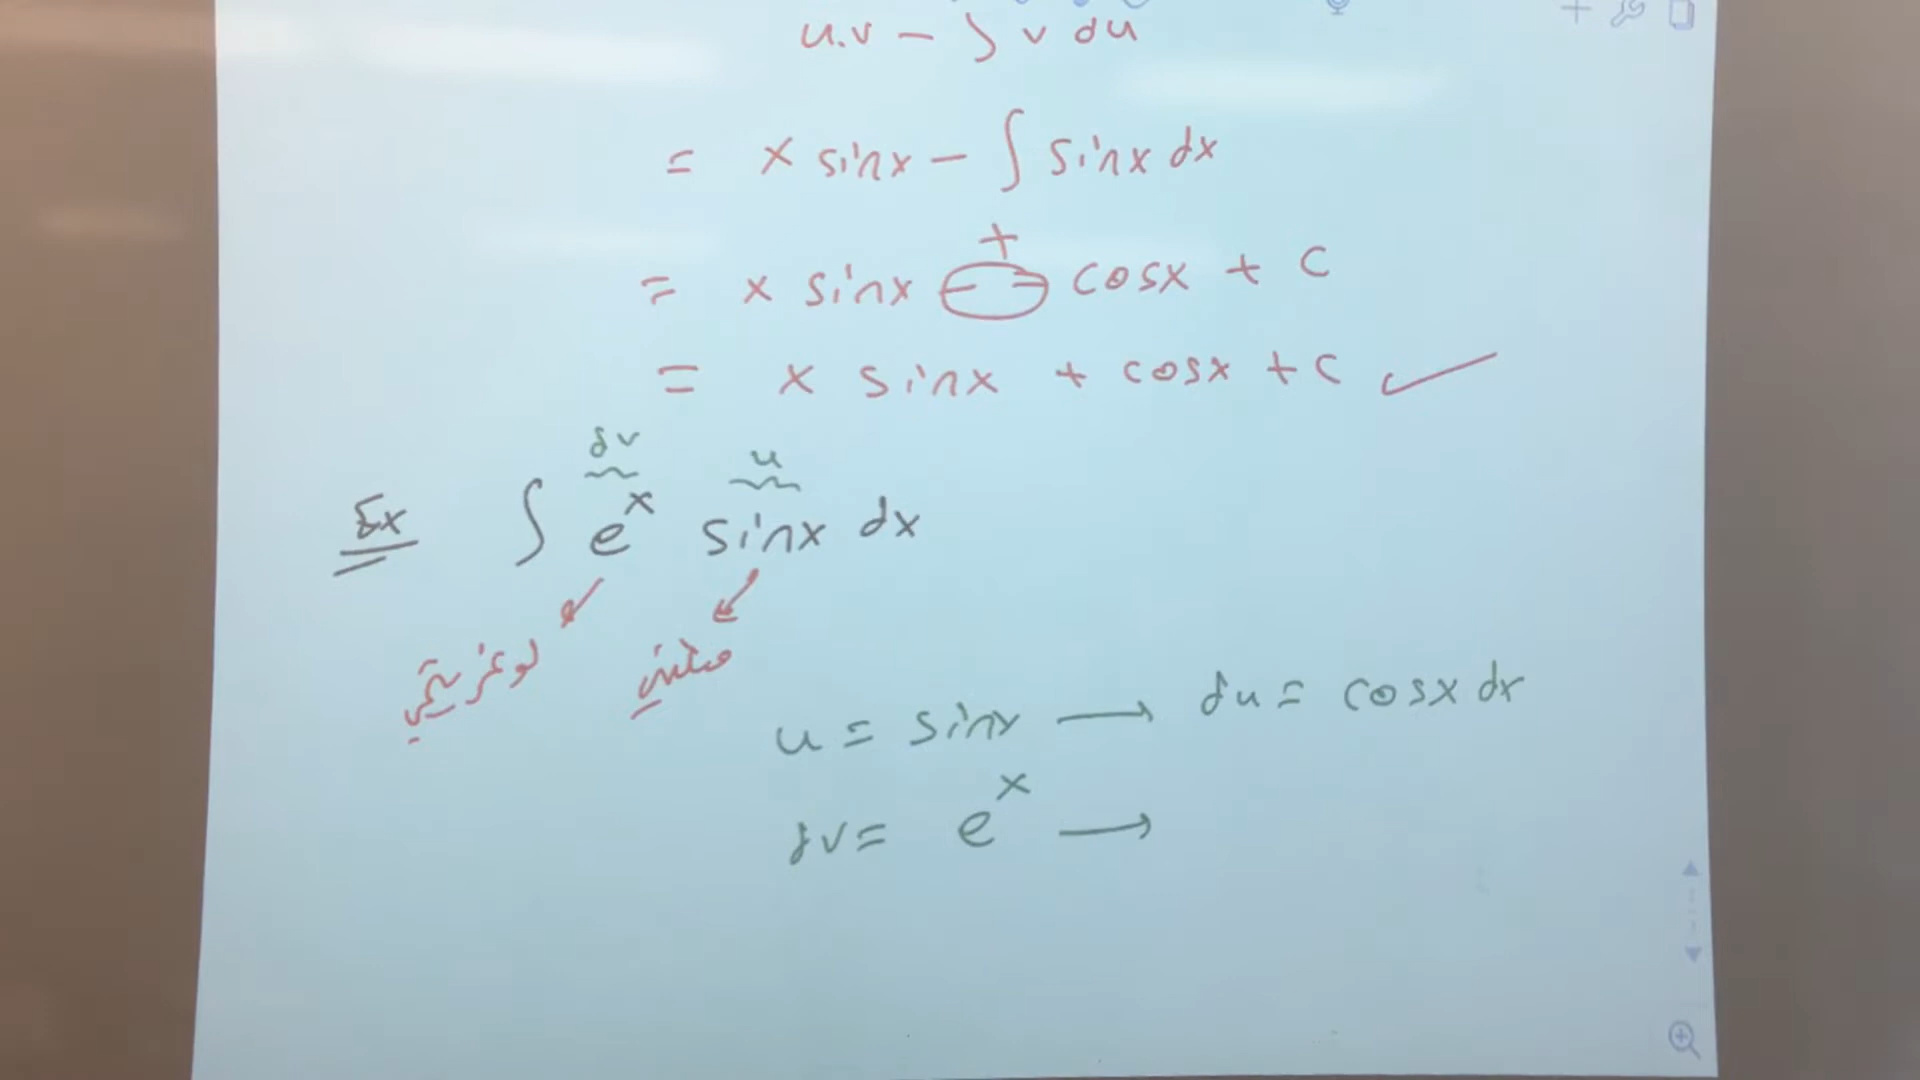 u.v - ∫ v du
= x sinx - ∫ sinx dx
+
= x sinx - - cosx + c
= x sinx + cosx + c ✓
dv u
Ex ∫ e^x sinx dx
لوغريتمي مثلثي
u = sinx → du = cosx dx
dv = e^x →